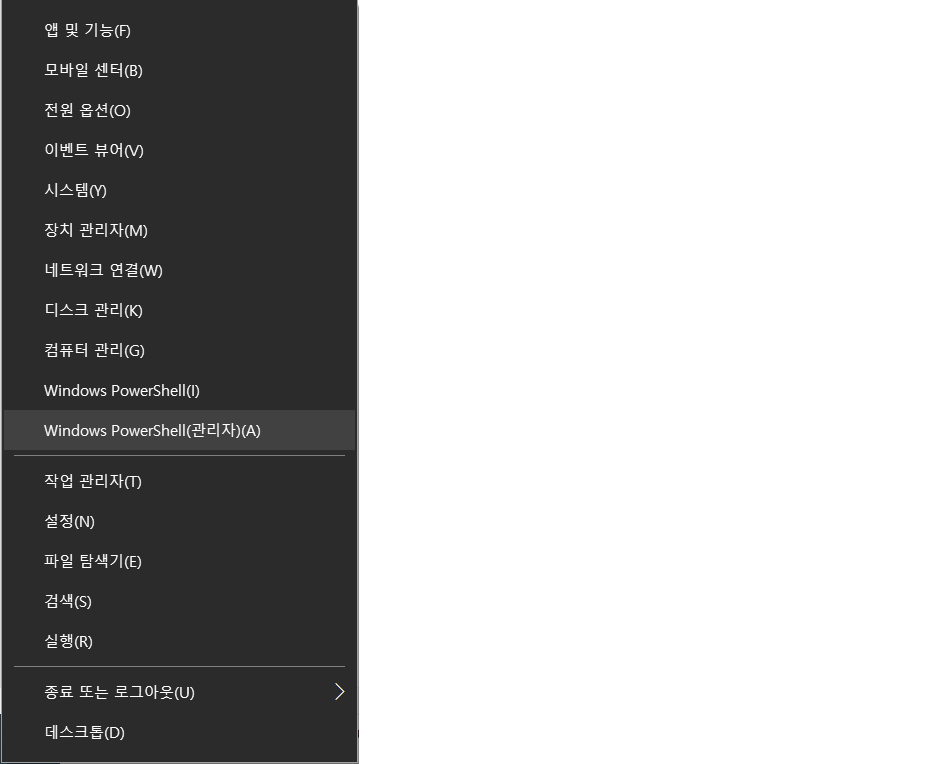 앱 및 기능(F)
모바일 센터(B)
전원 옵션(O)
이벤트 뷰어(V)
시스템(Y)
장치 관리자(M)
네트워크 연결(W)
디스크 관리(K)
컴퓨터 관리(G)
Windows PowerShell(I)
Windows PowerShell(관리자)(A)
작업 관리자(T)
설정(N)
파일 탐색기(E)
검색(S)
실행(R)
종료 또는 로그아웃(U)
데스크톱(D)